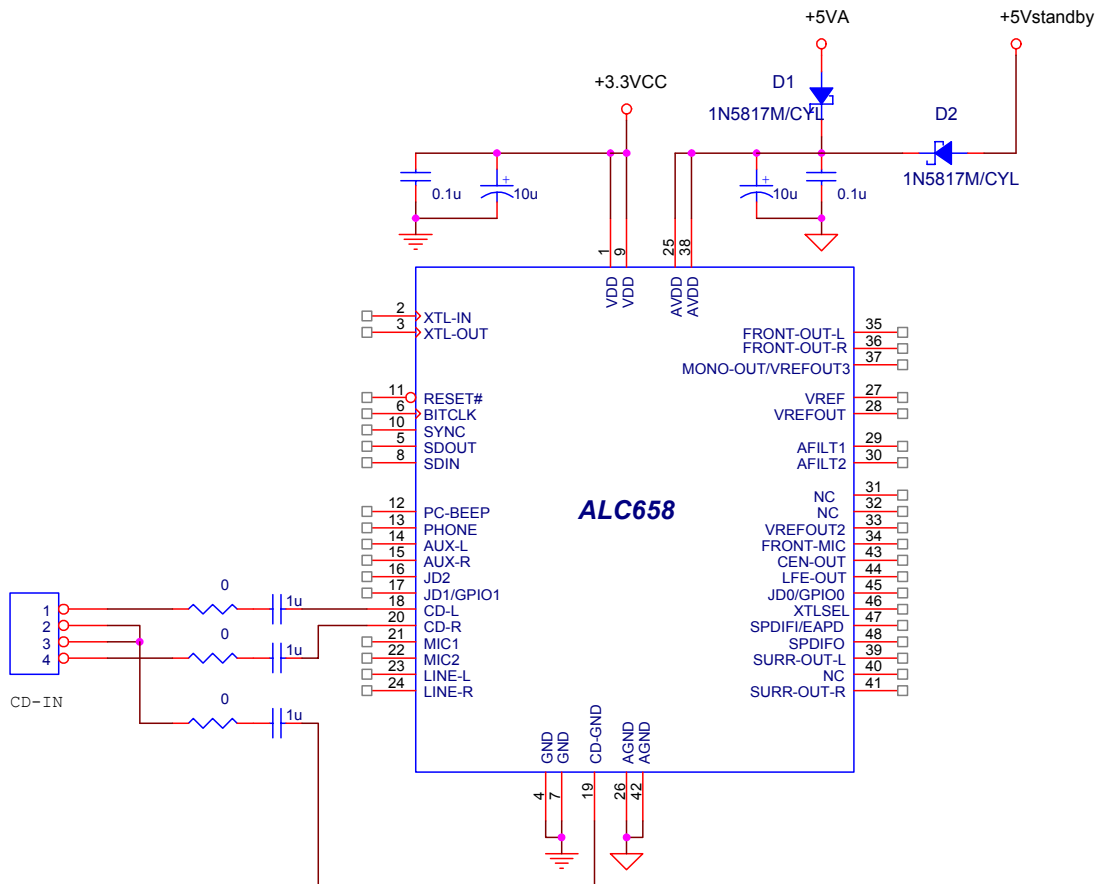 +5VA
+5Vstandby
+3.3VCC
D1
1N5817M/CYL
D2
1N5817M/CYL
0.1u
+
10u
+
10u
0.1u
1
9
25
38
VDD
VDD
AVDD
AVDD
2 XTL-IN
3 XTL-OUT
11 RESET#
6 BITCLK
10 SYNC
5 SDOUT
8 SDIN
12 PC-BEEP
13 PHONE
14 AUX-L
15 AUX-R
16 JD2
17 JD1/GPIO1
18 CD-L
20 CD-R
21 MIC1
22 MIC2
23 LINE-L
24 LINE-R
ALC658
FRONT-OUT-L 35
FRONT-OUT-R 36
MONO-OUT/VREFOUT3 37
VREF 27
VREFOUT 28
AFILT1 29
AFILT2 30
NC 31
NC 32
VREFOUT2 33
FRONT-MIC 34
CEN-OUT 43
LFE-OUT 44
JD0/GPIO0 45
XTLSEL 46
SPDIFI/EAPD 47
SPDIFO 48
SURR-OUT-L 39
NC 40
SURR-OUT-R 41
0
1u
0
1u
0
1u
1
2
3
4
CD-IN
GND
GND
CD-GND
AGND
AGND
4
7
19
26
42